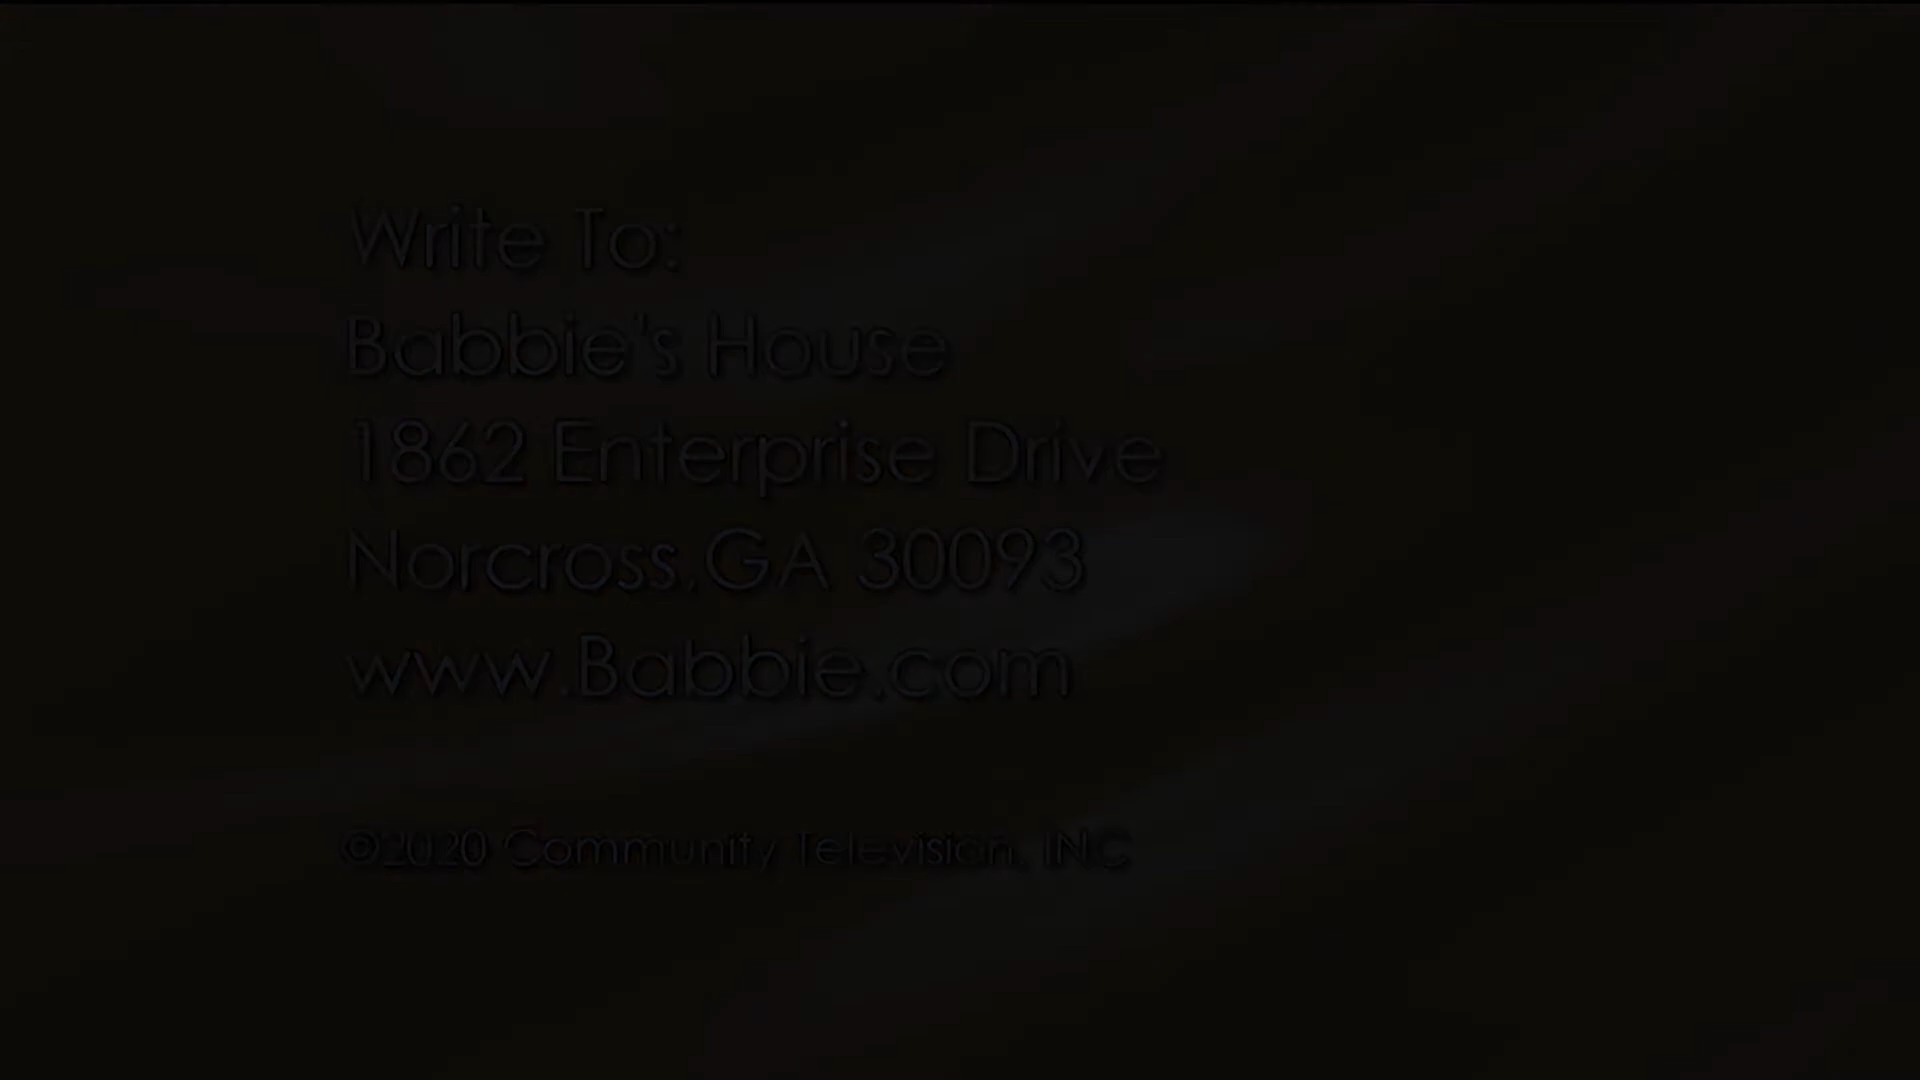 Write To:
Babbie's House
1862 Enterprise Drive
Norcross,GA 30093
www.Babbie.com
©2020 Community Television, INC